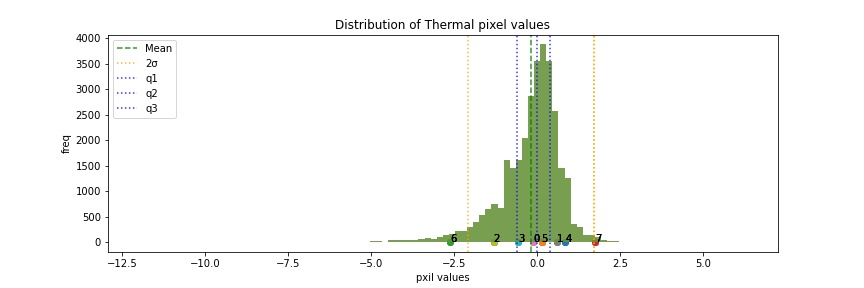 Distribution of Thermal pixel values
Mean
2σ
q1
q2
q3
freq
4000
3500
3000
2500
2000
1500
1000
500
0
6 2 3 0 5 1 4 7
−12.5 −10.0 −7.5 −5.0 −2.5 0.0 2.5 5.0
pxil values